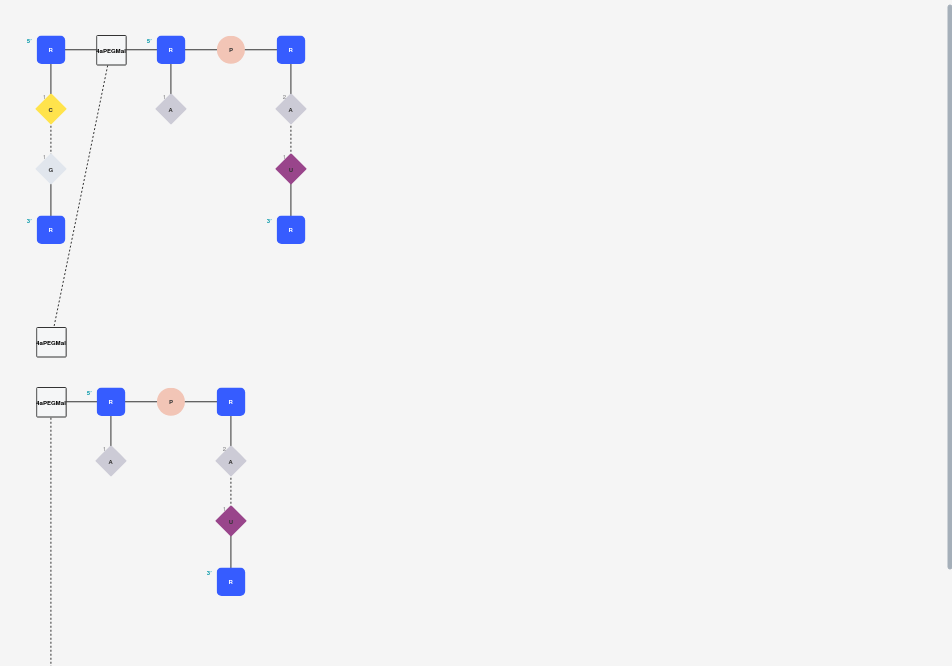 5' R 4aPEGMal 5' R P R
1 C 1 A 2 A
1 G 1 U
3' R 3' R
4aPEGMal
4aPEGMal 5' R P R
1 A 2 A
1 U
3' R